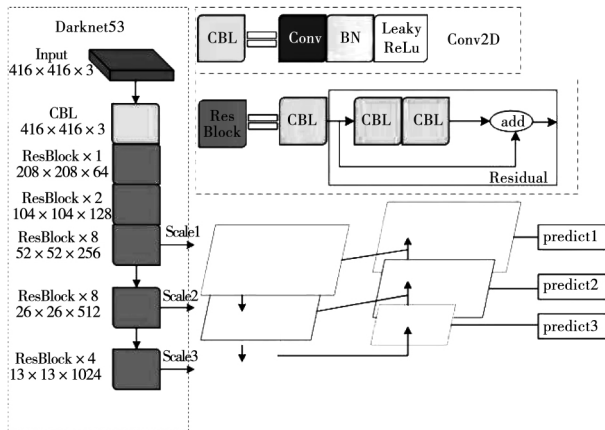 Darknet53
Input
416 × 416 × 3
CBL
416 × 416 × 3
ResBlock × 1
208 × 208 × 64
ResBlock × 2
104 × 104 × 128
ResBlock × 8
52 × 52 × 256
ResBlock × 8
26 × 26 × 512
ResBlock × 4
13 × 13 × 1024
Scale1
Scale2
Scale3
CBL
Conv
BN
Leaky
ReLu
Conv2D
Res
Block
CBL
CBL
CBL
add
Residual
predict1
predict2
predict3